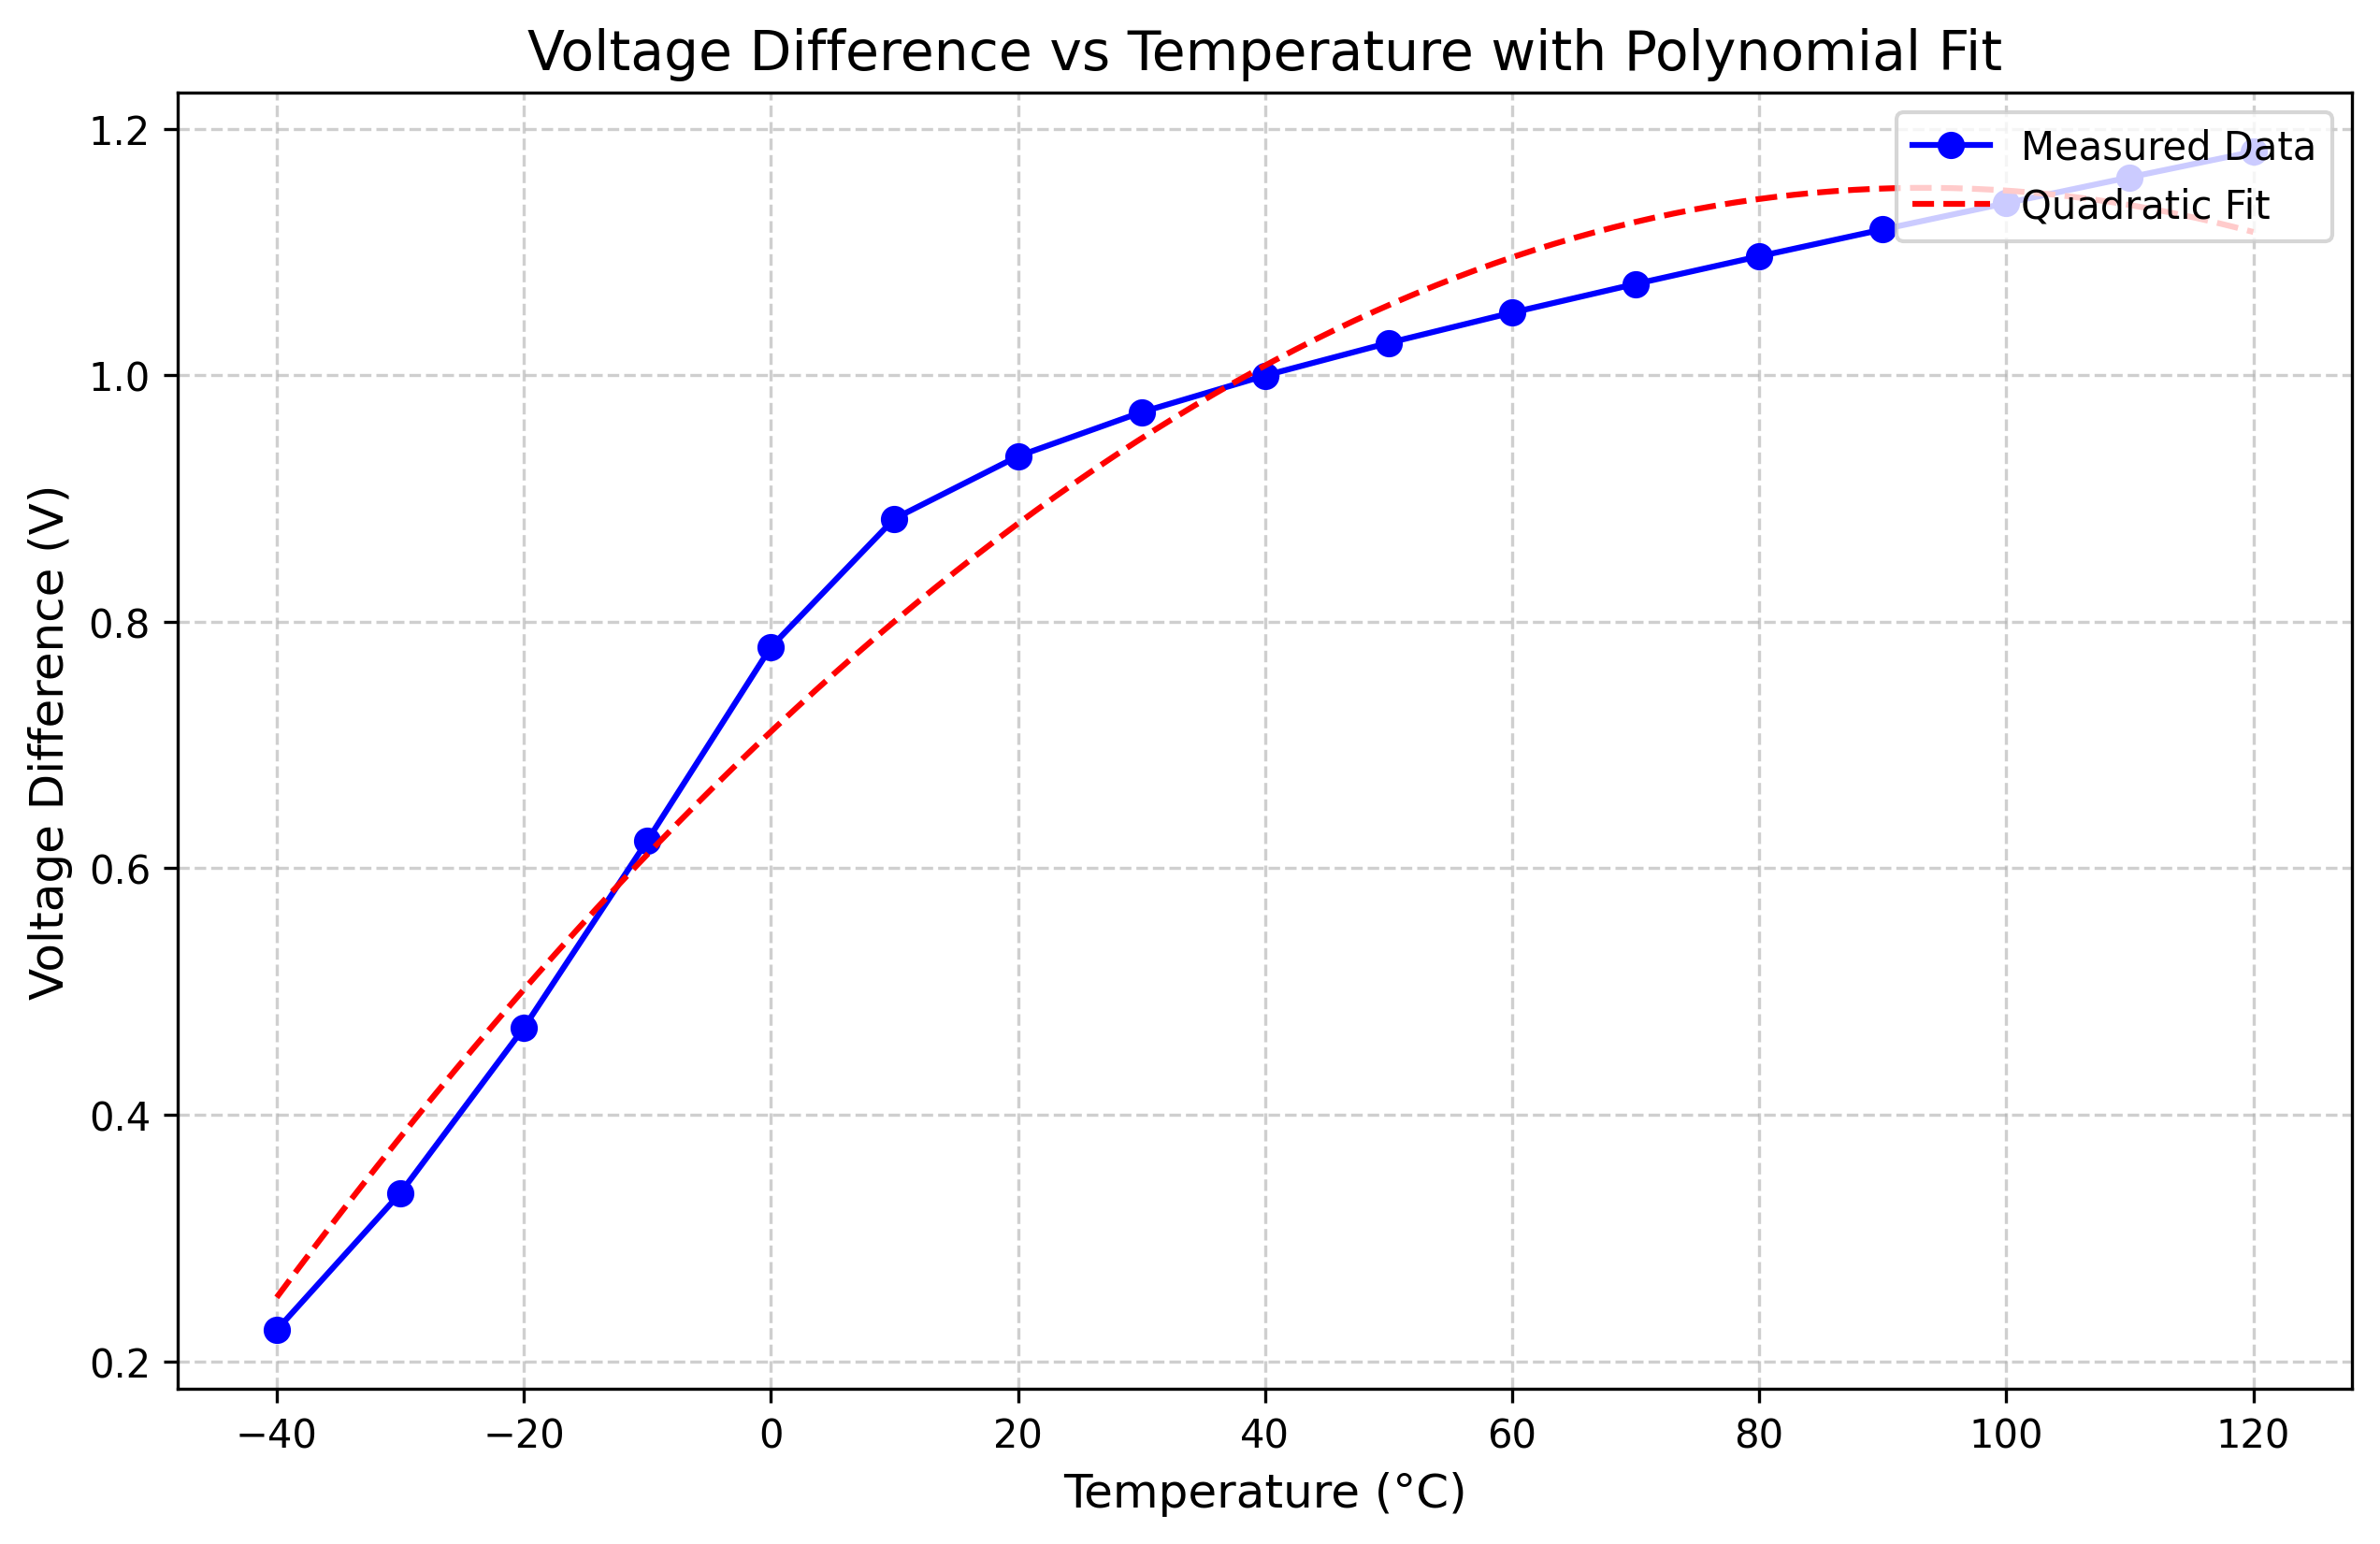 Voltage Difference vs Temperature with Polynomial Fit
Measured Data
Quadratic Fit
Voltage Difference (V)
1.2
1.0
0.8
0.6
0.4
0.2
−40 −20 0 20 40 60 80 100 120
Temperature (°C)